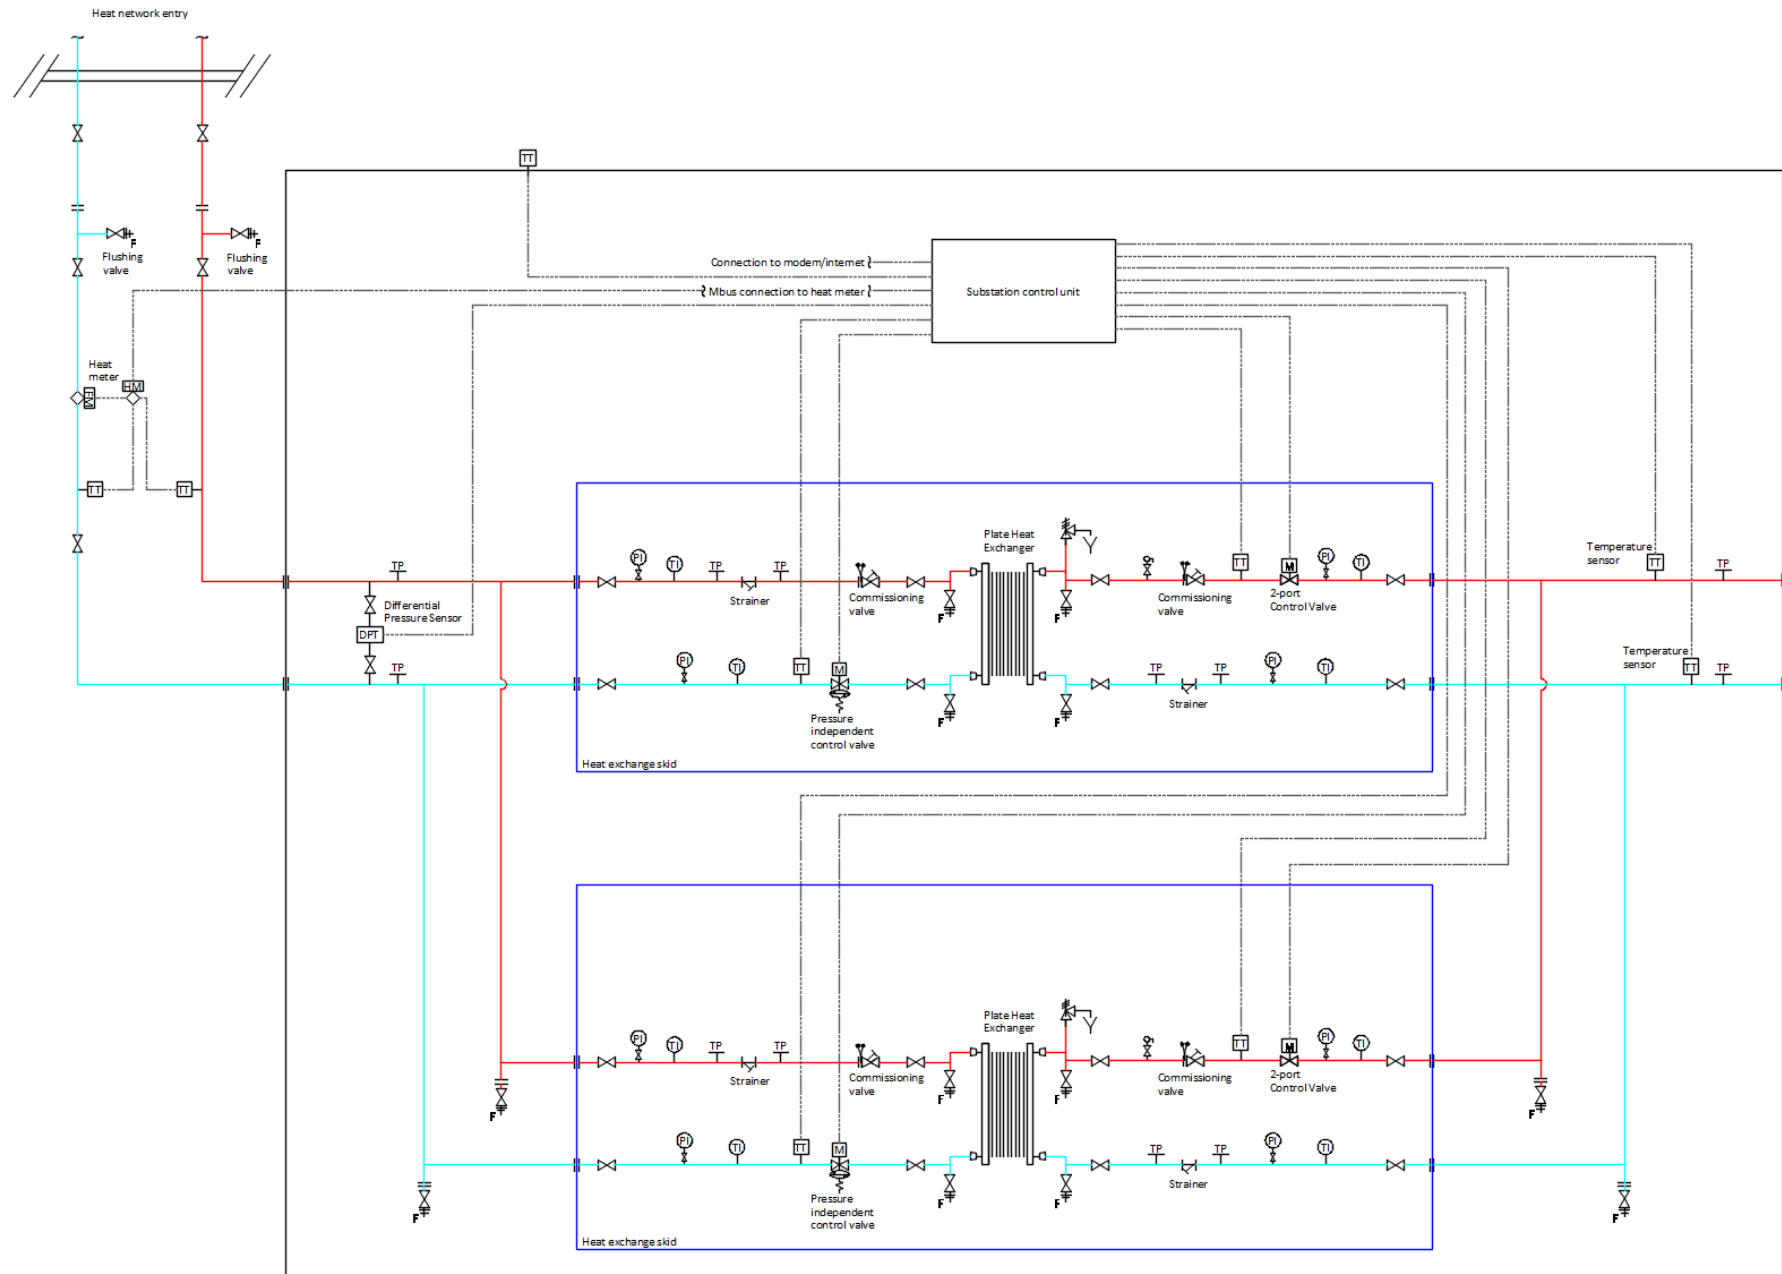 Heat network entry
TT
F
F
Flushing
valve
Flushing
valve
Connection to modem/internet
Mbus connection to heat meter
Substation control unit
Heat
meter
HM
FM
TT
TT
TP
Differential
Pressure Sensor
DPT
TP
PI
TI
TP
TP
Strainer
Commissioning
valve
F
Plate Heat
Exchanger
F
Commissioning
valve
TT
M
2-port
Control Valve
PI
TI
Temperature
sensor
TT
TP
PI
TI
TT
M
Pressure
independent
control valve
F
F
TP
TP
Strainer
PI
TI
Temperature
sensor
TT
TP
Heat exchange skid
PI
TI
TP
TP
Strainer
Commissioning
valve
F
Plate Heat
Exchanger
F
Commissioning
valve
TT
M
2-port
Control Valve
PI
TI
F
F
PI
TI
TT
M
Pressure
independent
control valve
F
F
TP
TP
Strainer
PI
TI
F
F
Heat exchange skid